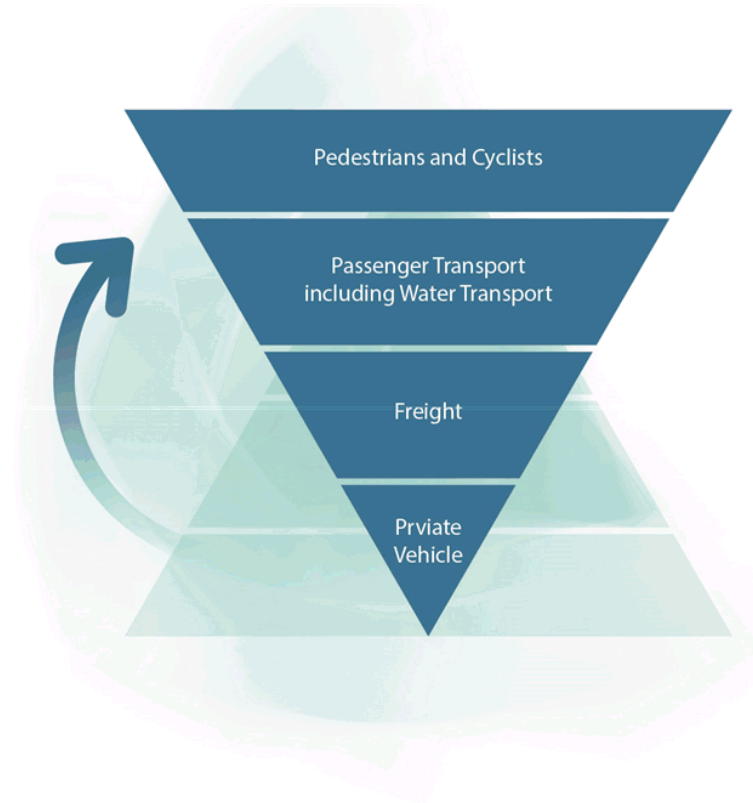 Pedestrians and Cyclists
Passenger Transport
including Water Transport
Freight
Prviate
Vehicle